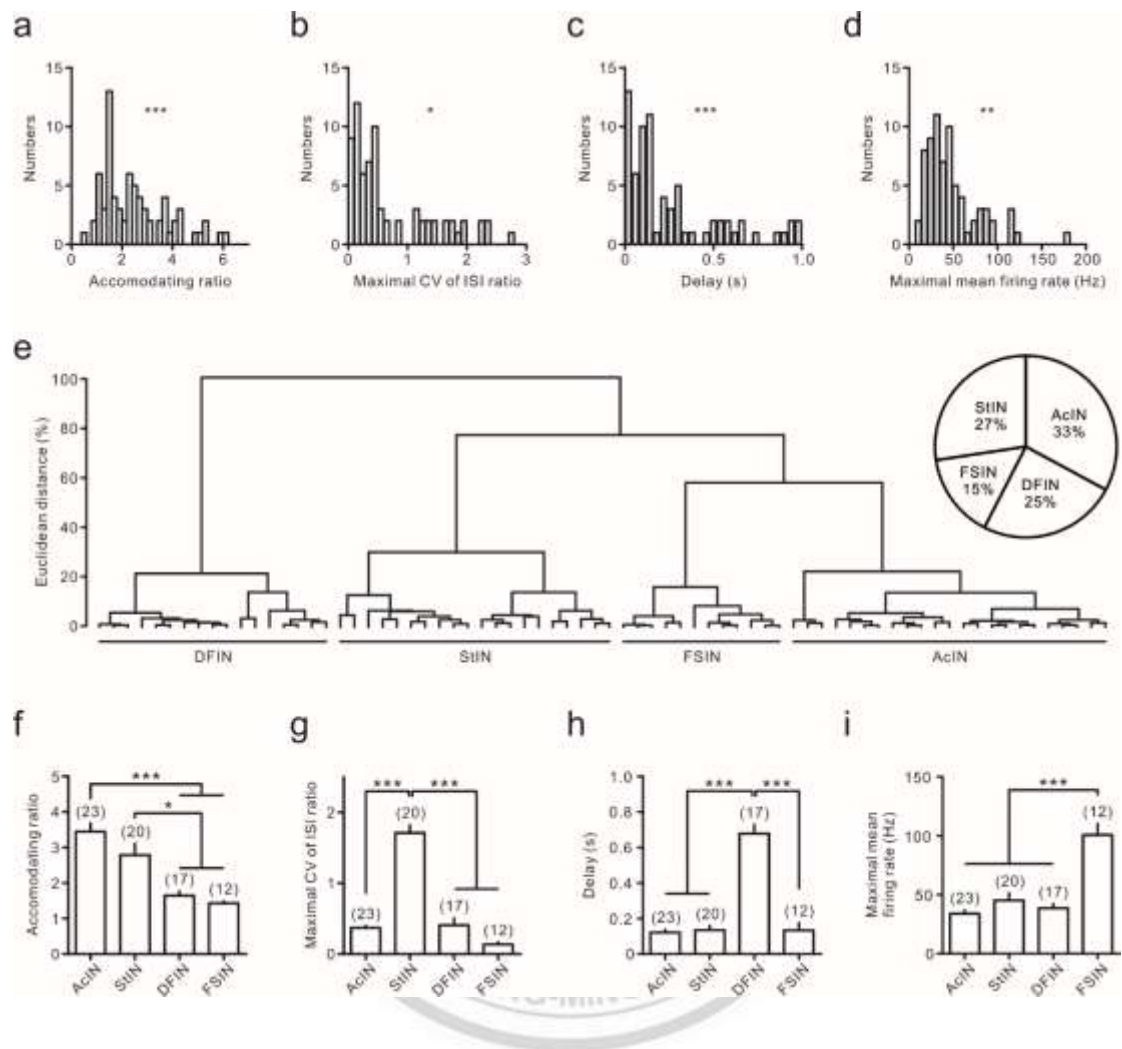 a
b
c
d
15
10
5
0
Numbers
***
0 2 4 6
Accomodating ratio
15
10
5
0
Numbers
*
0 1 2 3
Maximal CV of ISI ratio
15
10
5
0
Numbers
***
0 0.5 1.0
Delay (s)
15
10
5
0
Numbers
**
0 50 100 150 200
Maximal mean firing rate (Hz)
e
Euclidean distance (%)
100
80
60
40
20
0
DFIN
StIN
FSIN
AcIN
StIN
27%
AcIN
33%
FSIN
15%
DFIN
25%
f
g
h
i
Accomodating ratio
5
4
3
2
1
0
***
*
(23)
(20)
(17)
(12)
AcIN
StIN
DFIN
FSIN
Maximal CV of ISI ratio
2
1
0
***
***
(23)
(20)
(17)
(12)
AcIN
StIN
DFIN
FSIN
Delay (s)
1.0
0.8
0.6
0.4
0.2
0
***
***
(23)
(20)
(17)
(12)
AcIN
StIN
DFIN
FSIN
Maximal mean
firing rate (Hz)
150
100
50
0
***
(23)
(20)
(17)
(12)
AcIN
StIN
DFIN
FSIN